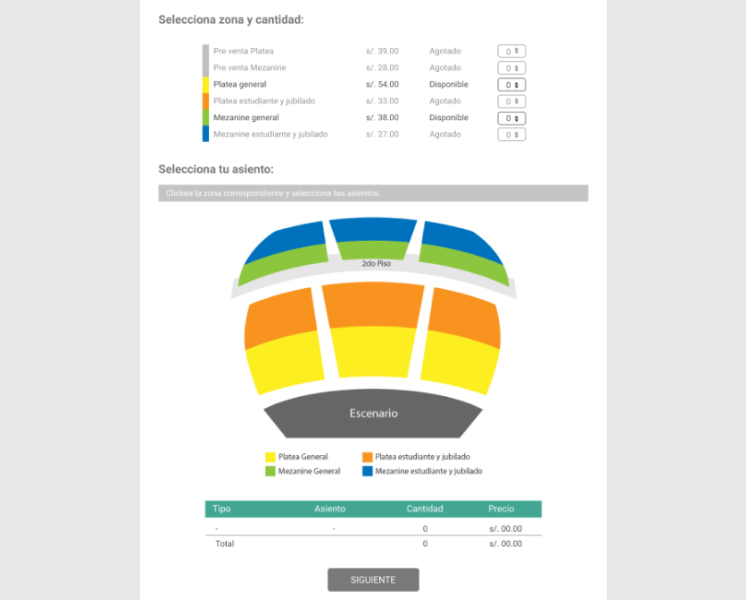 Selecciona zona y cantidad:
Pre venta Platea s/. 39.00 Agotado 0
Pre venta Mezanine s/. 28.00 Agotado 0
Platea general s/. 54.00 Disponible 0
Platea estudiante y jubilado s/. 33.00 Agotado 0
Mezanine general s/. 38.00 Disponible 0
Mezanine estudiante y jubilado s/. 27.00 Agotado 0
Selecciona tu asiento:
Clickea la zona correspondiente y selecciona tus asientos.
2do Piso
Escenario
Platea General Platea estudiante y jubilado
Mezanine General Mezanine estudiante y jubilado
Tipo Asiento Cantidad Precio
- - 0 s/. 00.00
Total 0 s/. 00.00
SIGUIENTE